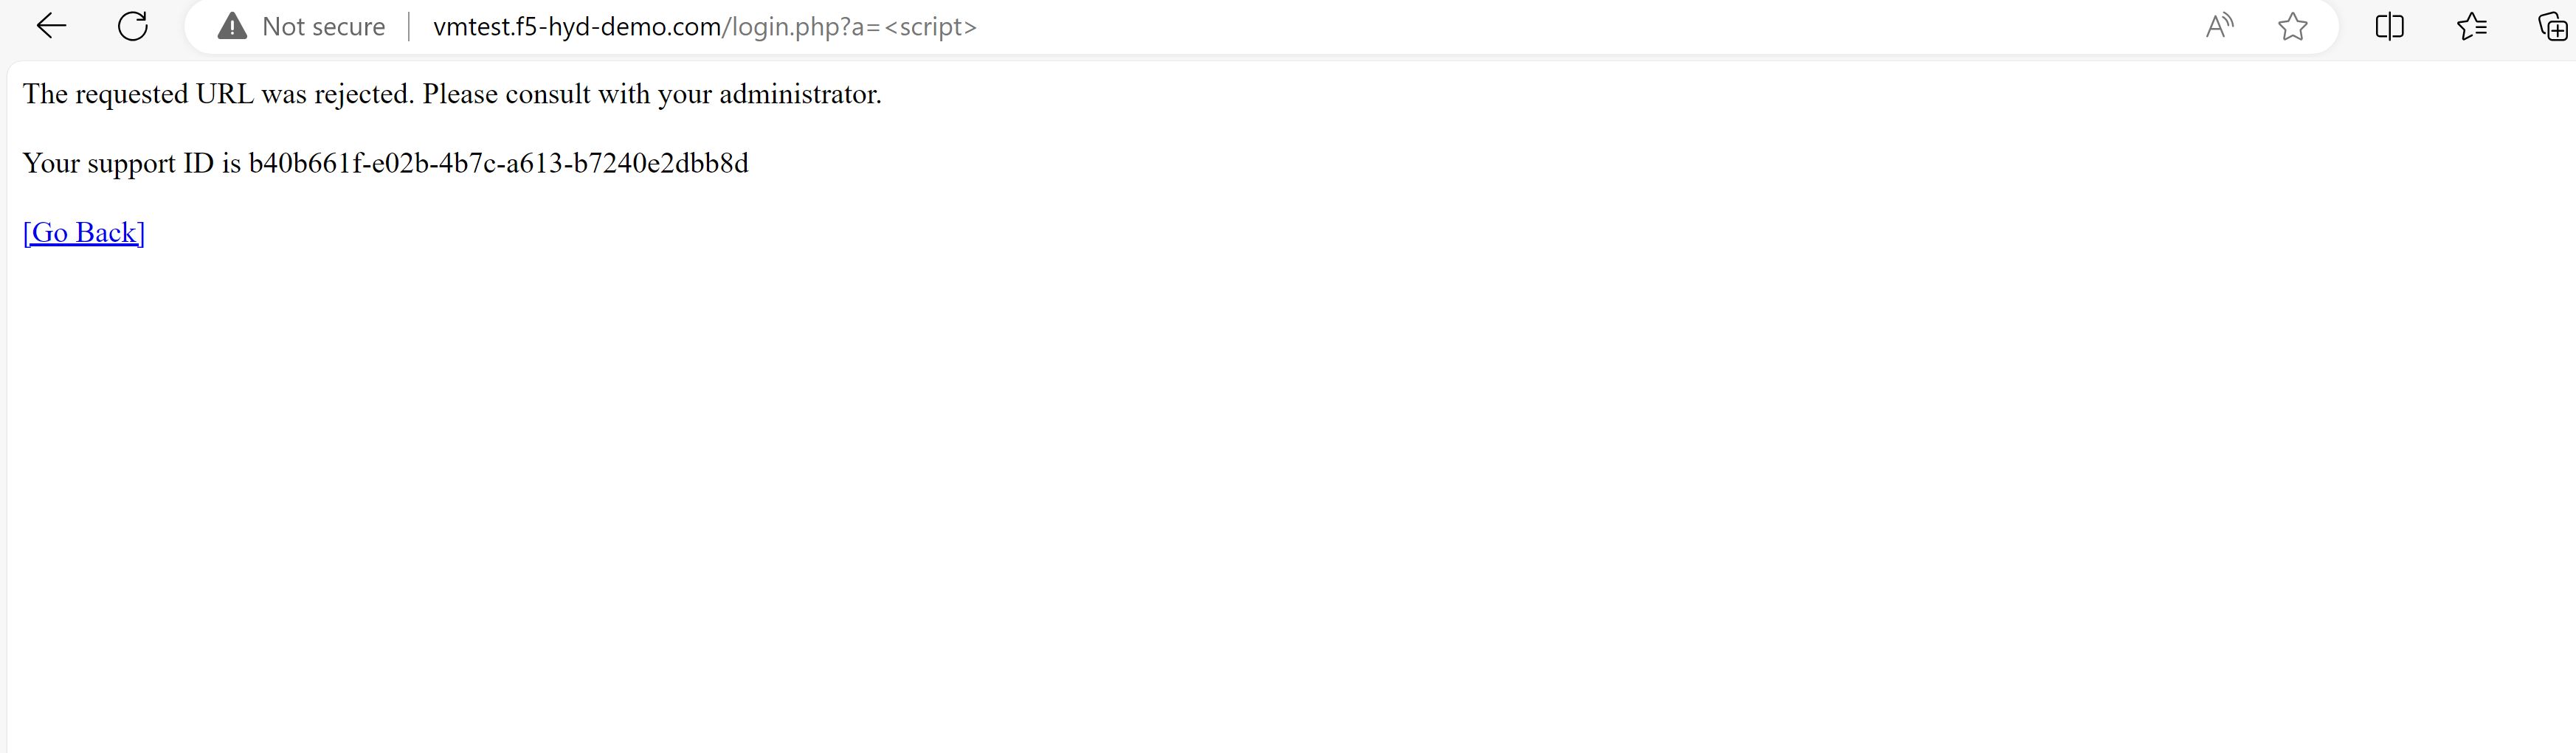 Not secure
vmtest.f5-hyd-demo.com/login.php?a=<script>
The requested URL was rejected. Please consult with your administrator.
Your support ID is b40b661f-e02b-4b7c-a613-b7240e2dbb8d
[Go Back]